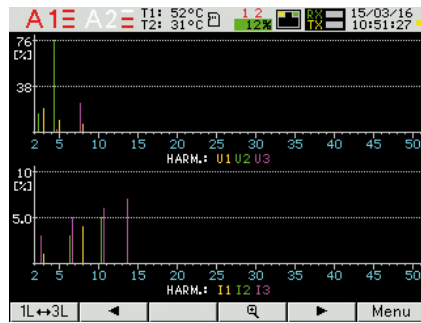 A1 A2 T1: 52°C 1 2 RX 15/03/16
T2: 31°C 12% TX 10:51:27
76
[%]
38
2 5 10 15 20 25 30 35 40 45 50
HARM.: U1 U2 U3
10
[%]
5.0
2 5 10 15 20 25 30 35 40 45 50
HARM.: I1 I2 I3
1L↔3L ◄ ► Menu